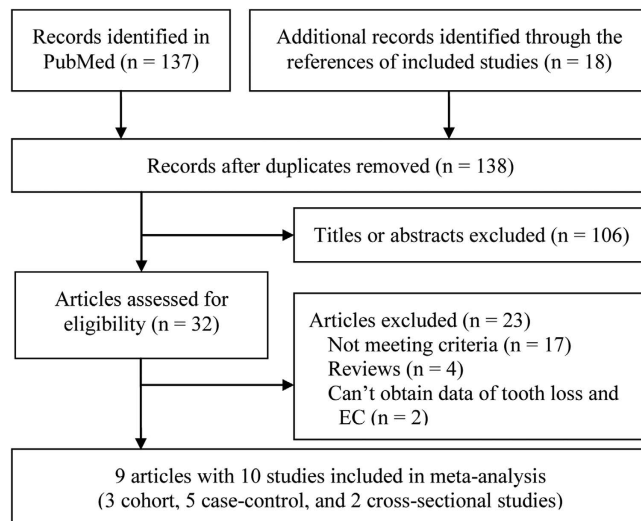 Records identified in
PubMed (n = 137)
Additional records identified through the
references of included studies (n = 18)
Records after duplicates removed (n = 138)
Titles or abstracts excluded (n = 106)
Articles assessed for
eligibility (n = 32)
Articles excluded (n = 23)
Not meeting criteria (n = 17)
Reviews (n = 4)
Can't obtain data of tooth loss and
EC (n = 2)
9 articles with 10 studies included in meta-analysis
(3 cohort, 5 case-control, and 2 cross-sectional studies)